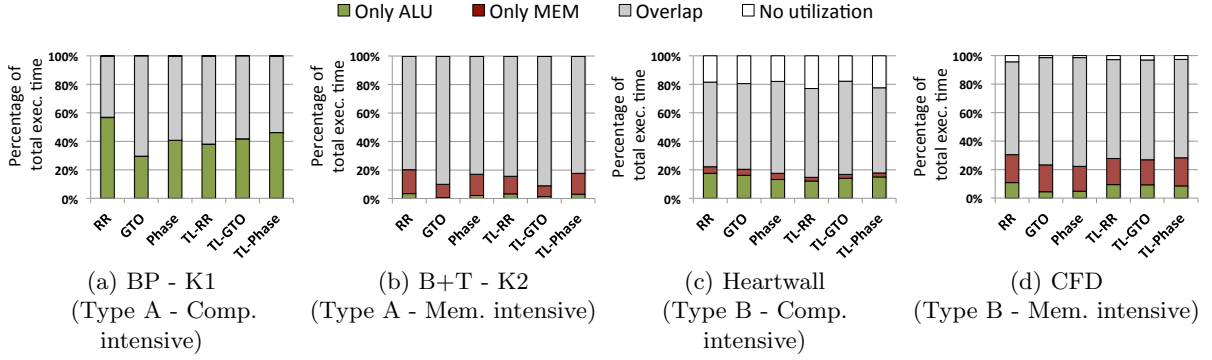 Only ALU Only MEM Overlap No utilization
Percentage of
total exec. time
100%
80%
60%
40%
20%
0%
RR GTO Phase TL-RR TL-GTO TL-Phase
(a) BP - K1
(Type A - Comp.
intensive)
Percentage of
total exec. time
100%
80%
60%
40%
20%
0%
RR GTO Phase TL-RR TL-GTO TL-Phase
(b) B+T - K2
(Type A - Mem. intensive)
Percentage of
total exec. time
100%
80%
60%
40%
20%
0%
RR GTO Phase TL-RR TL-GTO TL-Phase
(c) Heartwall
(Type B - Comp.
intensive)
Percentage of
total exec. time
100%
80%
60%
40%
20%
0%
RR GTO Phase TL-RR TL-GTO TL-Phase
(d) CFD
(Type B - Mem. intensive)